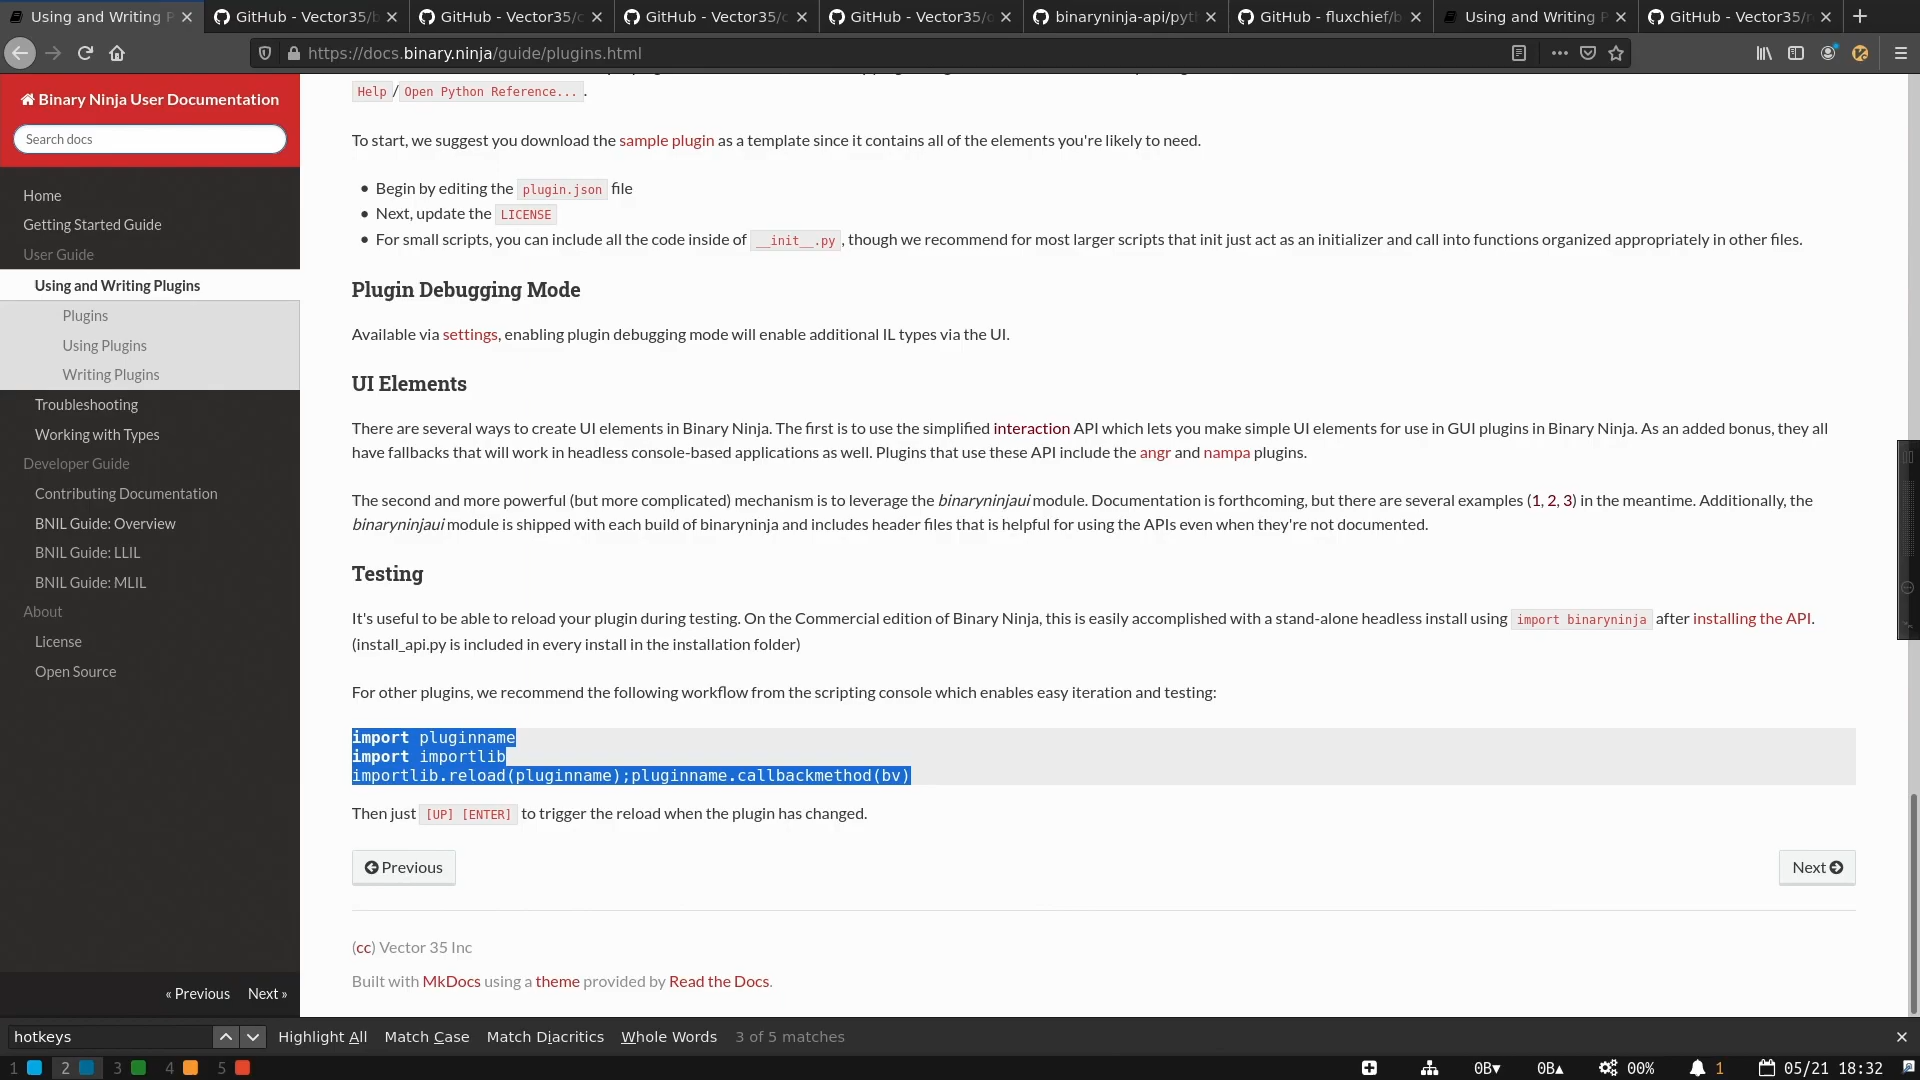 Using and Writing P
GitHub - Vector35/b
GitHub - Vector35/c
GitHub - Vector35/c
GitHub - Vector35/c
binaryninja-api/pyt
GitHub - fluxchief/b
Using and Writing P
GitHub - Vector35/r
https://docs.binary.ninja/guide/plugins.html
Binary Ninja User Documentation
Search docs
Home
Getting Started Guide
User Guide
Using and Writing Plugins
Plugins
Using Plugins
Writing Plugins
Troubleshooting
Working with Types
Developer Guide
Contributing Documentation
BNIL Guide: Overview
BNIL Guide: LLIL
BNIL Guide: MLIL
About
License
Open Source
« Previous Next »
Help / Open Python Reference... .
To start, we suggest you download the sample plugin as a template since it contains all of the elements you're likely to need.
• Begin by editing the plugin.json file
• Next, update the LICENSE
• For small scripts, you can include all the code inside of __init__.py , though we recommend for most larger scripts that init just act as an initializer and call into functions organized appropriately in other files.
Plugin Debugging Mode
Available via settings, enabling plugin debugging mode will enable additional IL types via the UI.
UI Elements
There are several ways to create UI elements in Binary Ninja. The first is to use the simplified interaction API which lets you make simple UI elements for use in GUI plugins in Binary Ninja. As an added bonus, they all
have fallbacks that will work in headless console-based applications as well. Plugins that use these API include the angr and nampa plugins.
The second and more powerful (but more complicated) mechanism is to leverage the binaryninjaui module. Documentation is forthcoming, but there are several examples (1, 2, 3) in the meantime. Additionally, the
binaryninjaui module is shipped with each build of binaryninja and includes header files that is helpful for using the APIs even when they're not documented.
Testing
It's useful to be able to reload your plugin during testing. On the Commercial edition of Binary Ninja, this is easily accomplished with a stand-alone headless install using import binaryninja after installing the API.
(install_api.py is included in every install in the installation folder)
For other plugins, we recommend the following workflow from the scripting console which enables easy iteration and testing:
import pluginname
import importlib
importlib.reload(pluginname);pluginname.callbackmethod(bv)
Then just [UP] [ENTER] to trigger the reload when the plugin has changed.
Previous
Next
(cc) Vector 35 Inc
Built with MkDocs using a theme provided by Read the Docs.
hotkeys
Highlight All Match Case Match Diacritics Whole Words 3 of 5 matches
1 2 3 4 5
0B▾ 0B▴ 00% 1 05/21 18:32